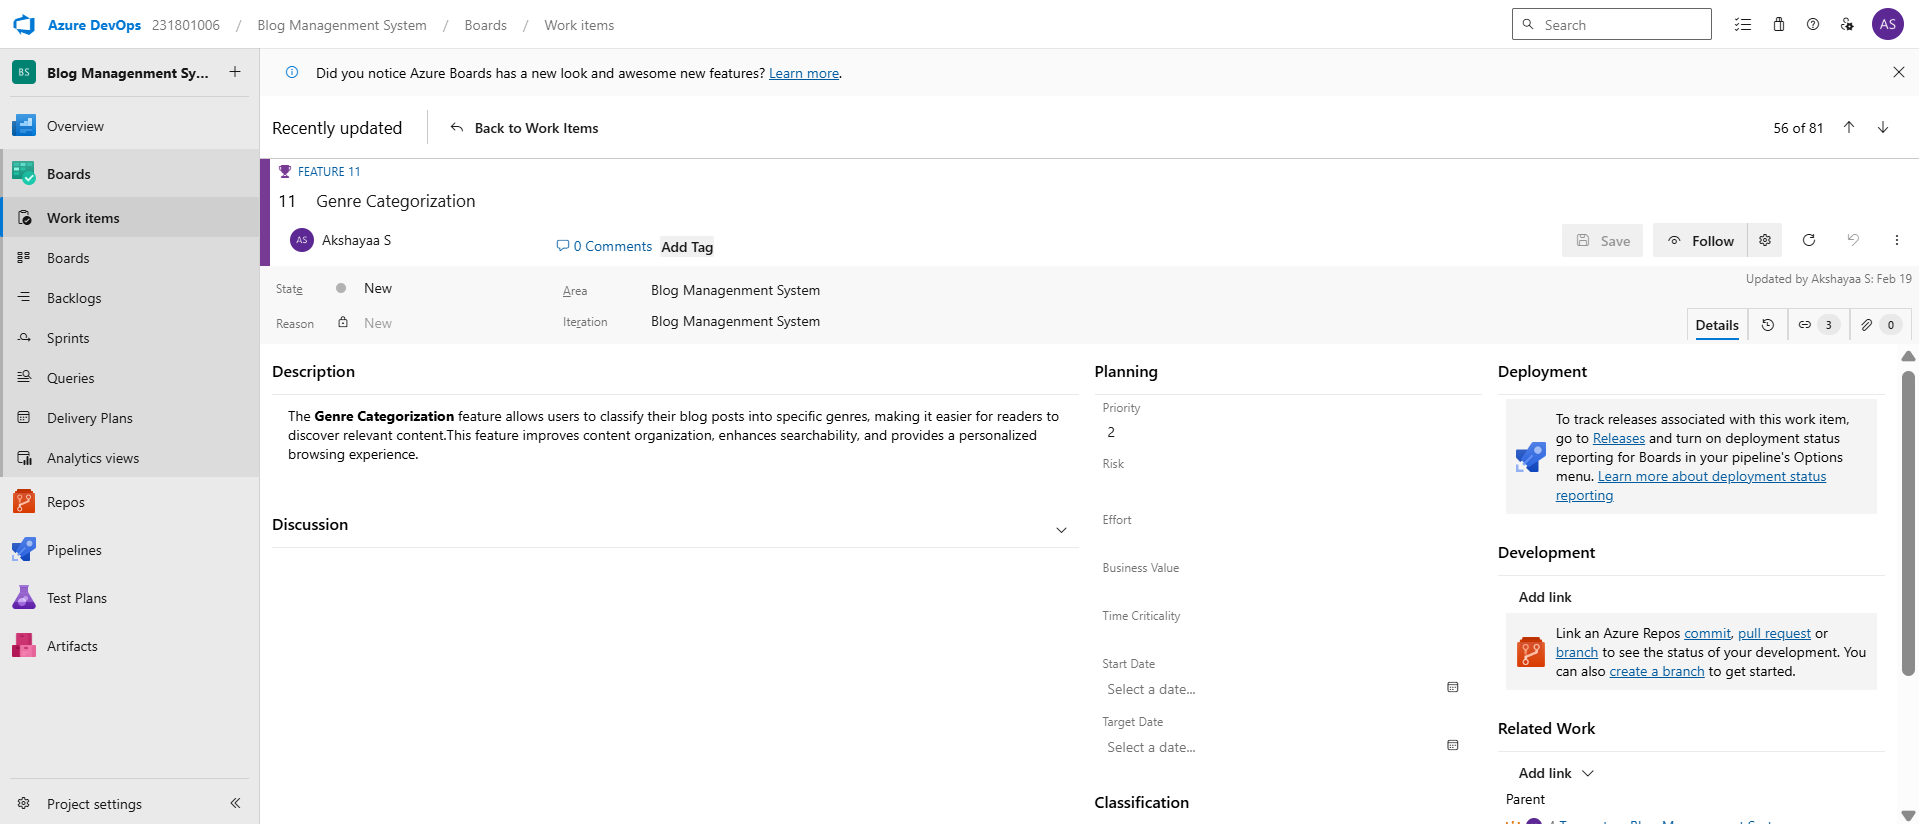 Azure DevOps 231801006 / Blog Managenment System / Boards / Work items
Search
AS
BS Blog Managenment Sy...
Did you notice Azure Boards has a new look and awesome new features? Learn more.
Overview
Boards
Work items
Boards
Backlogs
Sprints
Queries
Delivery Plans
Analytics views
Repos
Pipelines
Test Plans
Artifacts
Project settings
Recently updated
Back to Work Items
56 of 81
FEATURE 11
11 Genre Categorization
AS Akshayaa S
0 Comments
Add Tag
Save
Follow
State New
Area Blog Managenment System
Updated by Akshayaa S: Feb 19
Reason New
Iteration Blog Managenment System
Details
3
0
Description
The Genre Categorization feature allows users to classify their blog posts into specific genres, making it easier for readers to
discover relevant content.This feature improves content organization, enhances searchability, and provides a personalized
browsing experience.
Discussion
Planning
Priority
2
Risk
Effort
Business Value
Time Criticality
Start Date
Select a date...
Target Date
Select a date...
Classification
Deployment
To track releases associated with this work item,
go to Releases and turn on deployment status
reporting for Boards in your pipeline's Options
menu. Learn more about deployment status
reporting
Development
Add link
Link an Azure Repos commit, pull request or
branch to see the status of your development. You
can also create a branch to get started.
Related Work
Add link
Parent